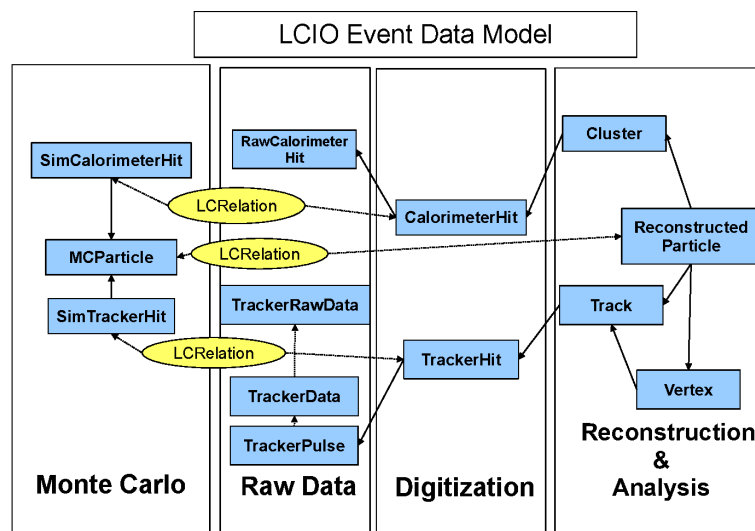 LCIO Event Data Model
SimCalorimeterHit
MCParticle
SimTrackerHit
Monte Carlo
LCRelation
LCRelation
LCRelation
RawCalorimeter
Hit
TrackerRawData
TrackerData
TrackerPulse
Raw Data
CalorimeterHit
TrackerHit
Digitization
Cluster
Reconstructed
Particle
Track
Vertex
Reconstruction
&
Analysis